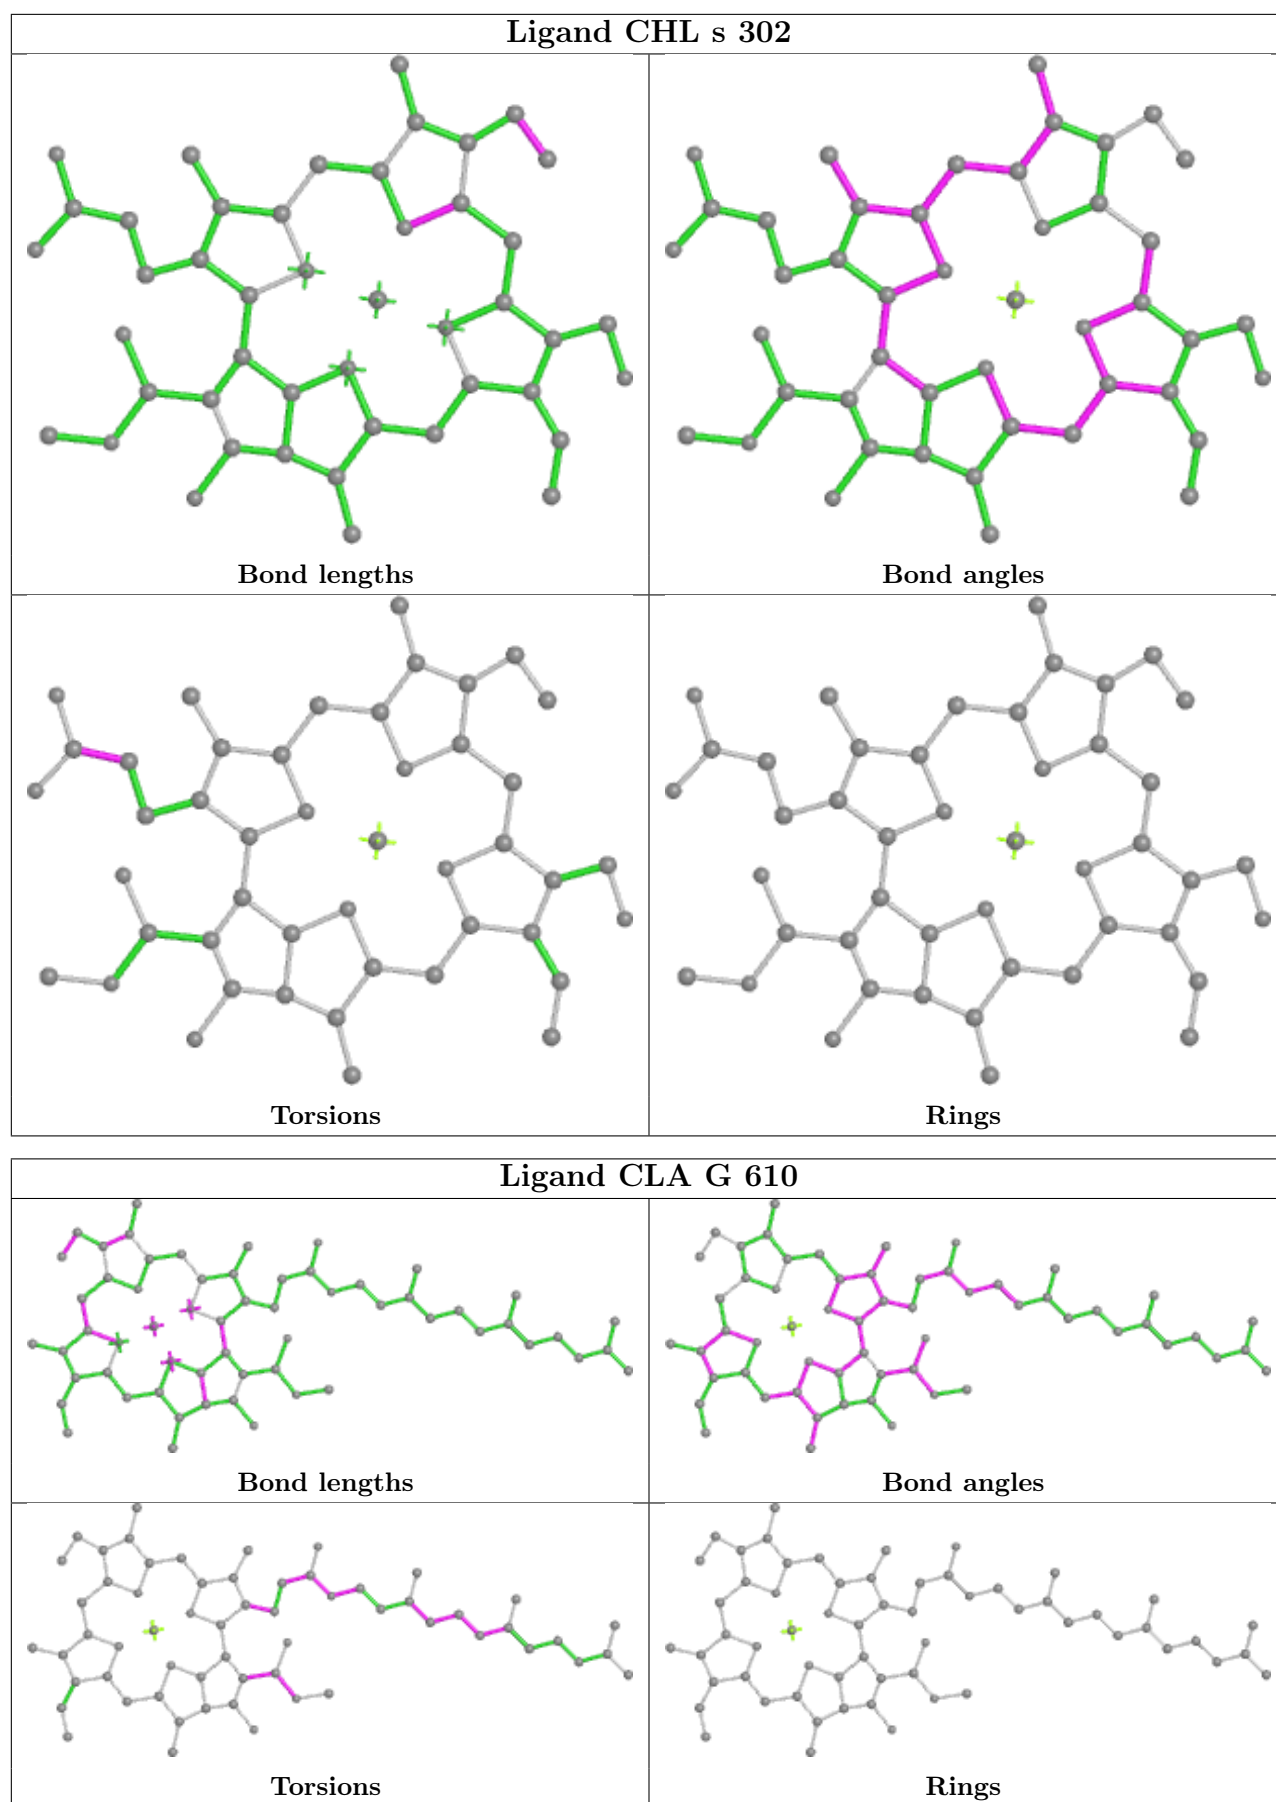 Ligand CHL s 302
Bond lengths
Bond angles
Torsions
Rings
Ligand CLA G 610
Bond lengths
Bond angles
Torsions
Rings